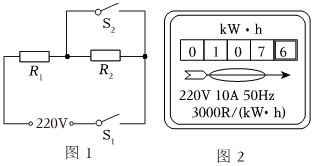 S₂
R₁
R₂
220V
S₁
图 1
kW·h
0 1 0 7 6
220V 10A 50Hz
3000R/(kW·h)
图 2